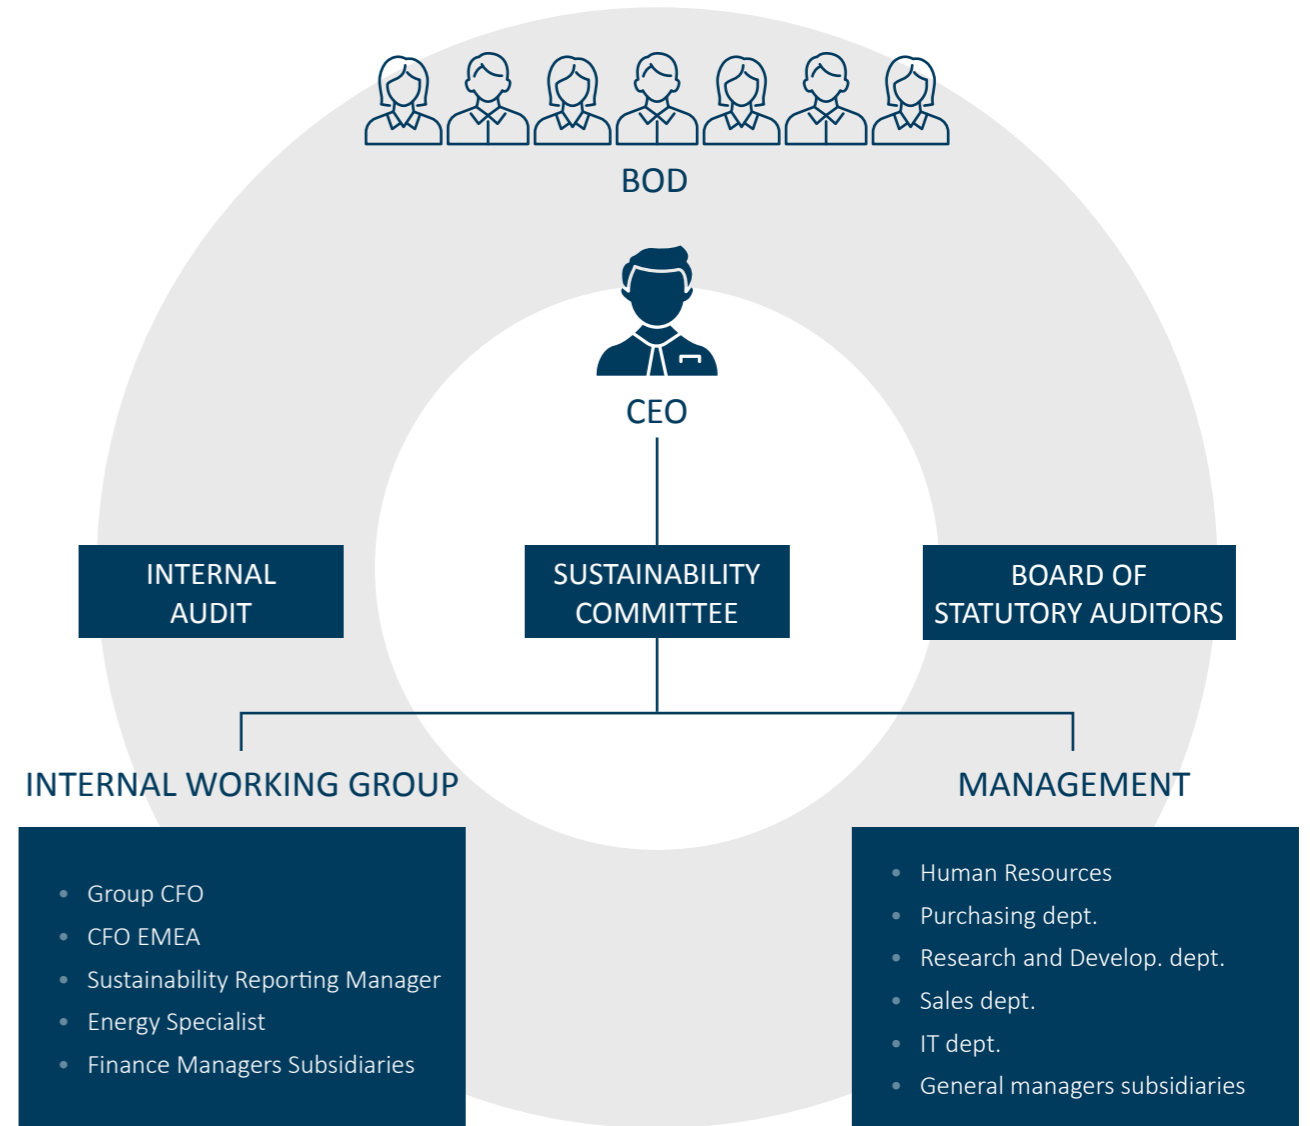 BOD
CEO
INTERNAL
AUDIT
SUSTAINABILITY
COMMITTEE
BOARD OF
STATUTORY AUDITORS
INTERNAL WORKING GROUP
• Group CFO
• CFO EMEA
• Sustainability Reporting Manager
• Energy Specialist
• Finance Managers Subsidiaries
MANAGEMENT
• Human Resources
• Purchasing dept.
• Research and Develop. dept.
• Sales dept.
• IT dept.
• General managers subsidiaries